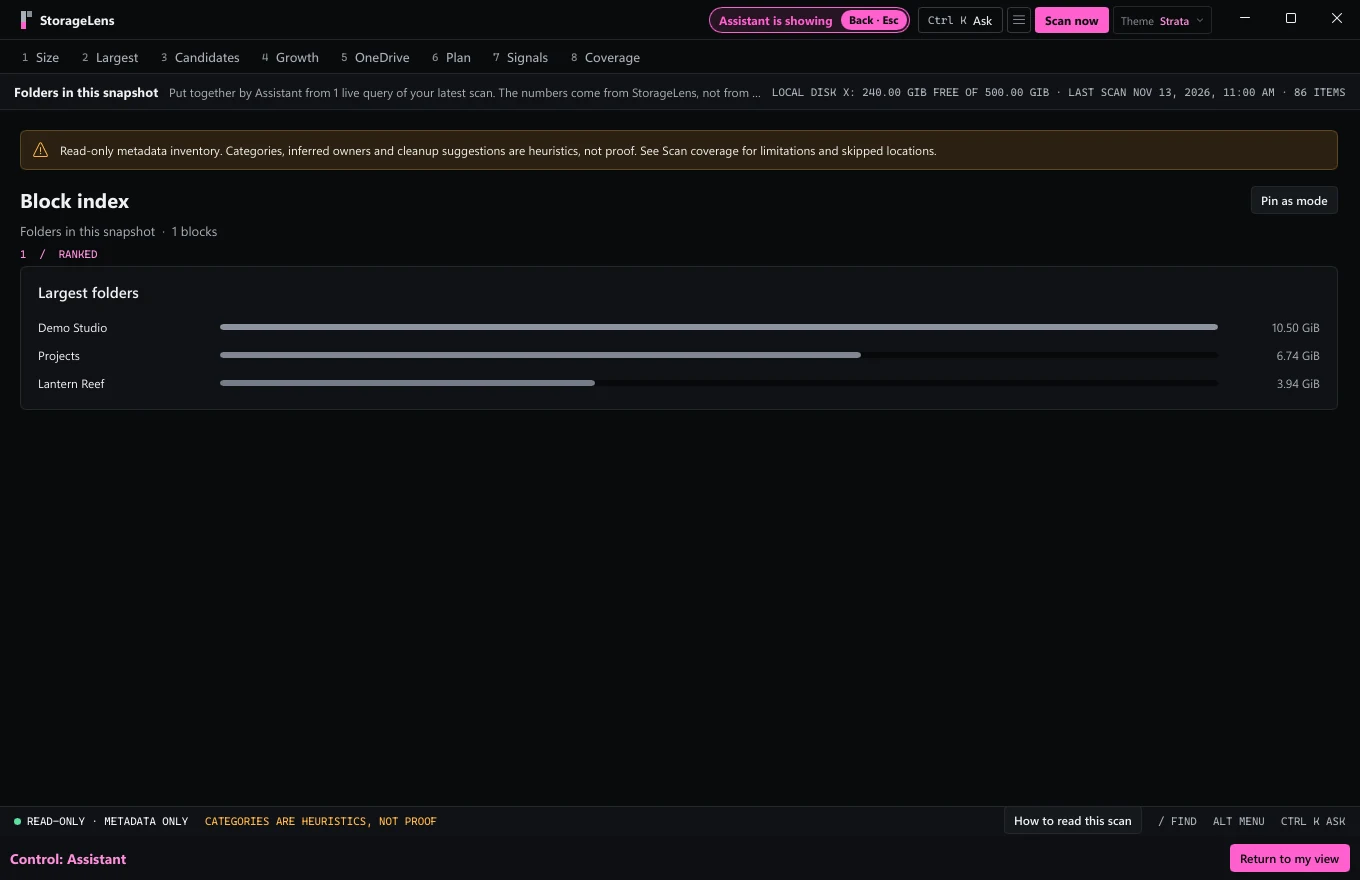 StorageLens
Assistant is showing Back · Esc Ctrl K Ask Scan now Theme Strata
1 Size 2 Largest 3 Candidates 4 Growth 5 OneDrive 6 Plan 7 Signals 8 Coverage
Folders in this snapshot Put together by Assistant from 1 live query of your latest scan. The numbers come from StorageLens, not from ... LOCAL DISK X: 240.00 GIB FREE OF 500.00 GIB · LAST SCAN NOV 13, 2026, 11:00 AM · 86 ITEMS
Read-only metadata inventory. Categories, inferred owners and cleanup suggestions are heuristics, not proof. See Scan coverage for limitations and skipped locations.
Block index
Pin as mode
Folders in this snapshot · 1 blocks
1 / RANKED
Largest folders
Demo Studio 10.50 GiB
Projects 6.74 GiB
Lantern Reef 3.94 GiB
READ-ONLY · METADATA ONLY CATEGORIES ARE HEURISTICS, NOT PROOF How to read this scan / FIND ALT MENU CTRL K ASK
Control: Assistant Return to my view